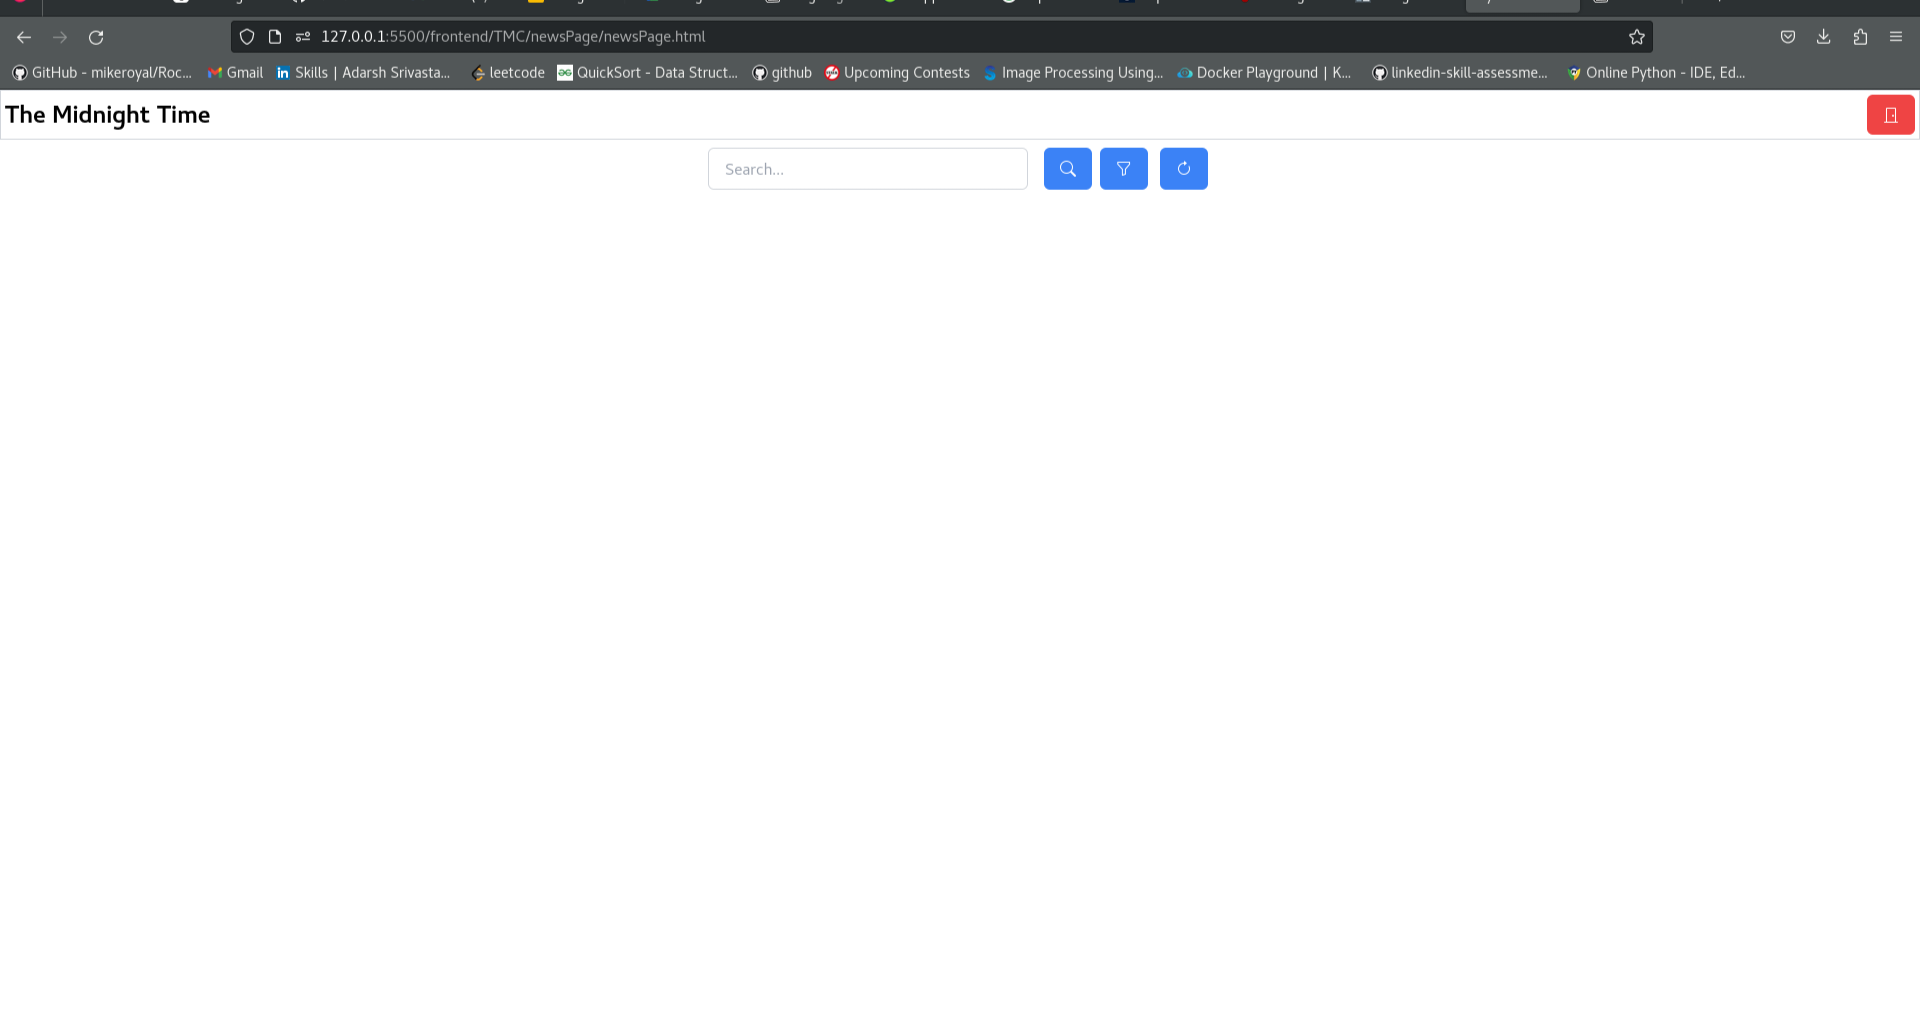 127.0.0.1:5500/frontend/TMC/newsPage/newsPage.html
GitHub - mikeroyal/Roc... Gmail Skills | Adarsh Srivasta... leetcode QuickSort - Data Struct... github Upcoming Contests Image Processing Using... Docker Playground | K... linkedin-skill-assessme... Online Python - IDE, Ed...
The Midnight Time
Search...